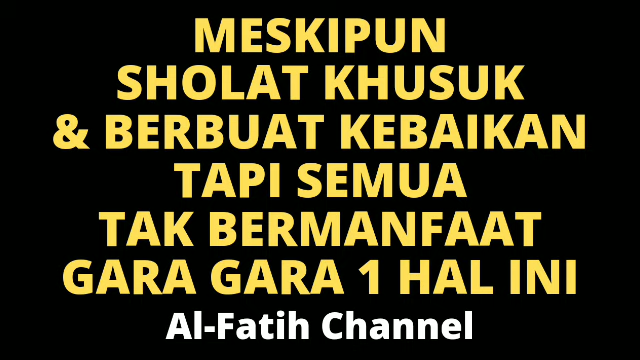 MESKIPUN
SHOLAT KHUSUK
& BERBUAT KEBAIKAN
TAPI SEMUA
TAK BERMANFAAT
GARA GARA 1 HAL INI
Al-Fatih Channel